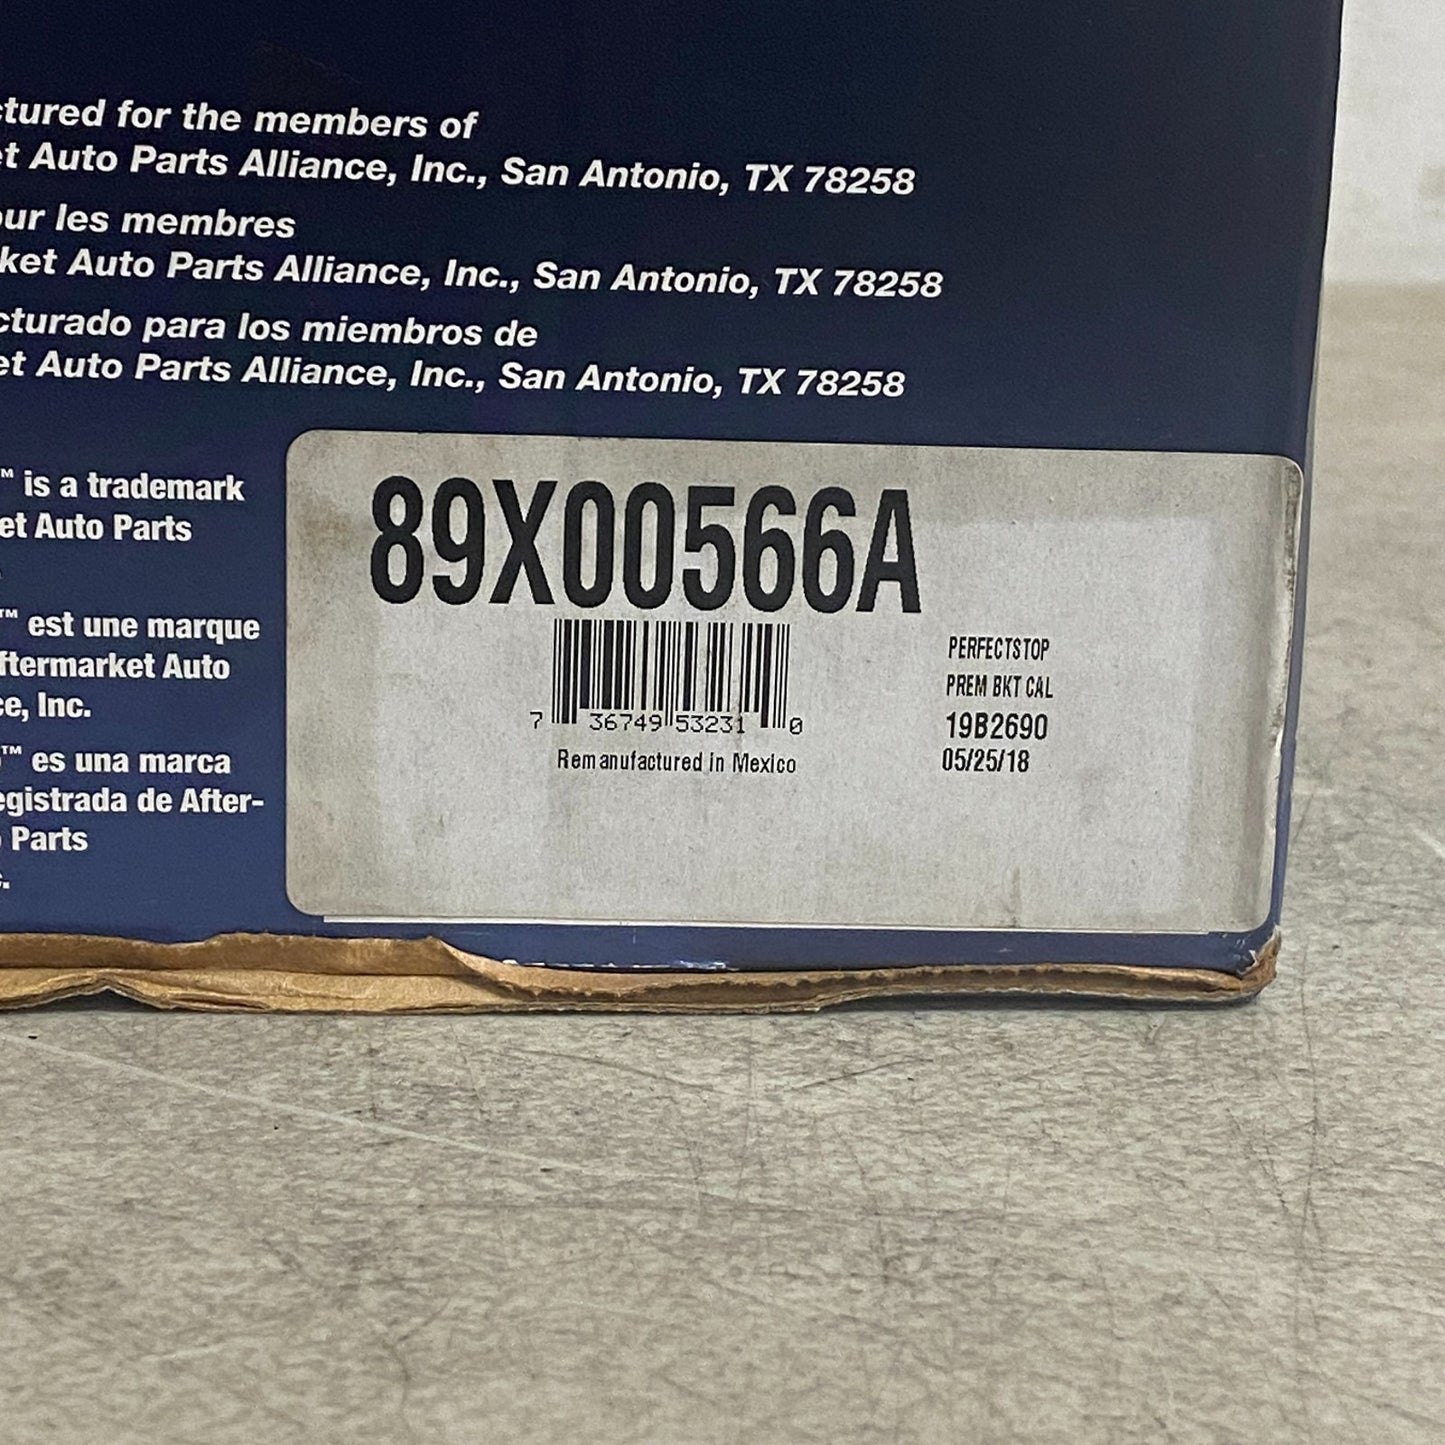 ctured for the members of
et Auto Parts Alliance, Inc., San Antonio, TX 78258
our les membres
ket Auto Parts Alliance, Inc., San Antonio, TX 78258
cturado para los miembros de
et Auto Parts Alliance, Inc., San Antonio, TX 78258
™ is a trademark
et Auto Parts
™ est une marque
ftermarket Auto
ce, Inc.
™ es una marca
egistrada de After-
o Parts
c.
89X00566A
7 36749 53231 0
Remanufactured in Mexico
PERFECTSTOP
PREM BKT CAL
19B2690
05/25/18